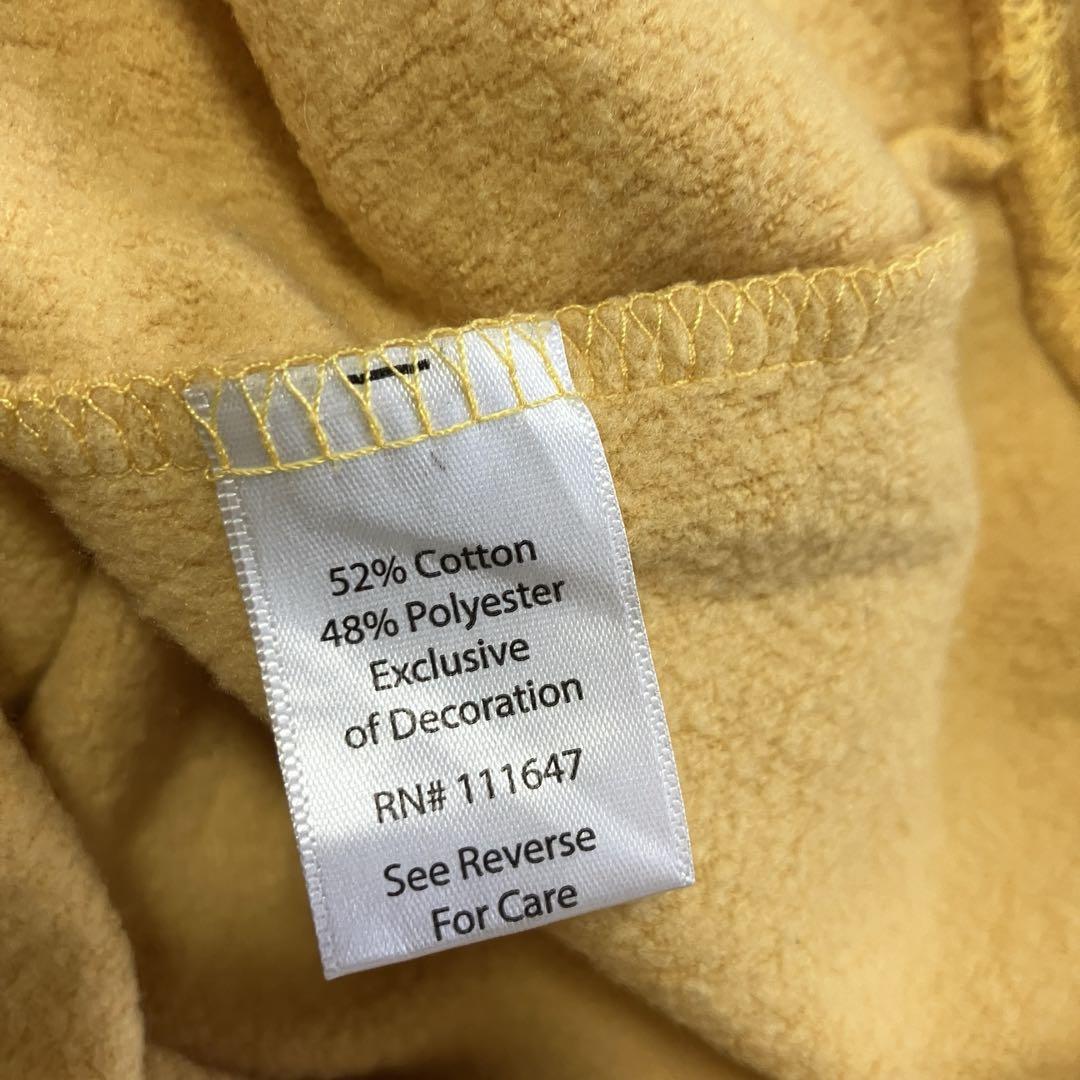 52% Cotton
48% Polyester
Exclusive
of Decoration
RN# 111647
See Reverse
For Care